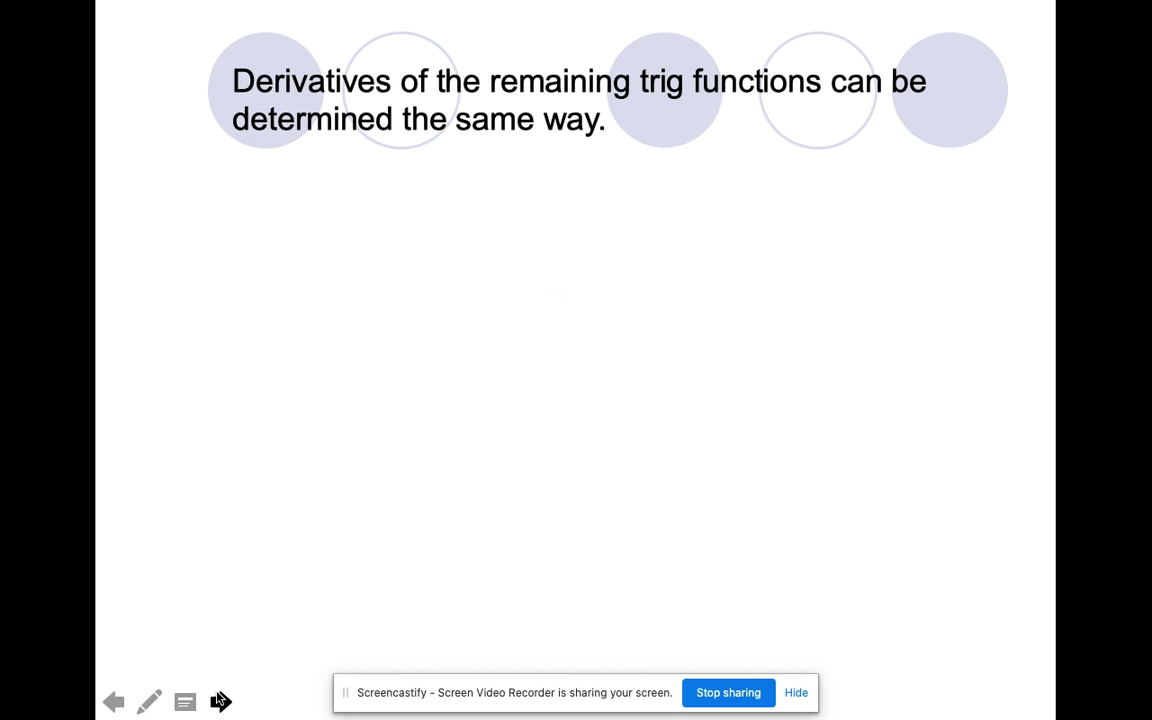 Derivatives of the remaining trig functions can be
determined the same way.
Screencastify - Screen Video Recorder is sharing your screen. Stop sharing Hide